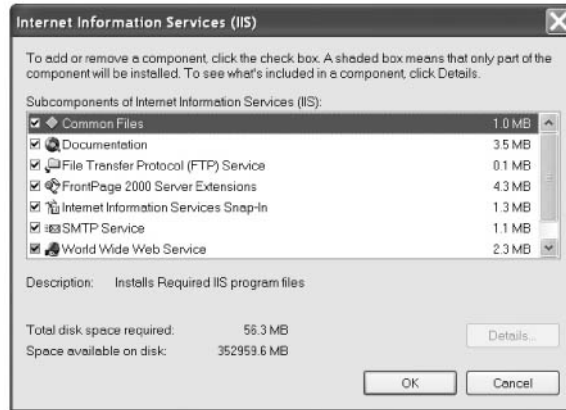 Internet Information Services (IIS)
To add or remove a component, click the check box. A shaded box means that only part of the
component will be installed. To see what's included in a component, click Details.
Subcomponents of Internet Information Services (IIS):
Common Files 1.0 MB
Documentation 3.5 MB
File Transfer Protocol (FTP) Service 0.1 MB
FrontPage 2000 Server Extensions 4.3 MB
Internet Information Services Snap-In 1.3 MB
SMTP Service 1.1 MB
World Wide Web Service 2.3 MB
Description: Installs Required IIS program files
Total disk space required: 56.3 MB
Space available on disk: 352959.6 MB
Details...
OK Cancel